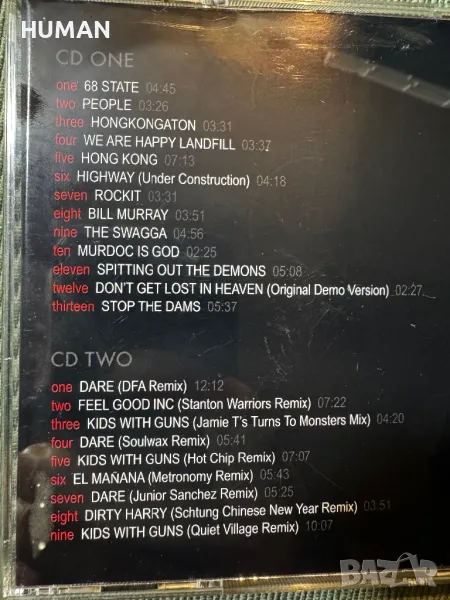 HUMAN
CD ONE
one 68 STATE 04:45
two PEOPLE 03:26
three HONGKONGATON 03:31
four WE ARE HAPPY LANDFILL 03:37
five HONG KONG 07:13
six HIGHWAY (Under Construction) 04:18
seven ROCKIT 03:31
eight BILL MURRAY 03:51
nine THE SWAGGA 04:56
ten MURDOC IS GOD 02:25
eleven SPITTING OUT THE DEMONS 05:08
twelve DON'T GET LOST IN HEAVEN (Original Demo Version) 02:27
thirteen STOP THE DAMS 05:37
CD TWO
one DARE (DFA Remix) 12:12
two FEEL GOOD INC (Stanton Warriors Remix) 07:22
three KIDS WITH GUNS (Jamie T's Turns To Monsters Mix) 04:20
four DARE (Soulwax Remix) 05:41
five KIDS WITH GUNS (Hot Chip Remix) 07:07
six EL MAÑANA (Metronomy Remix) 05:43
seven DARE (Junior Sanchez Remix) 05:25
eight DIRTY HARRY (Schtung Chinese New Year Remix) 03:51
nine KIDS WITH GUNS (Quiet Village Remix) 10:07
BAZAR